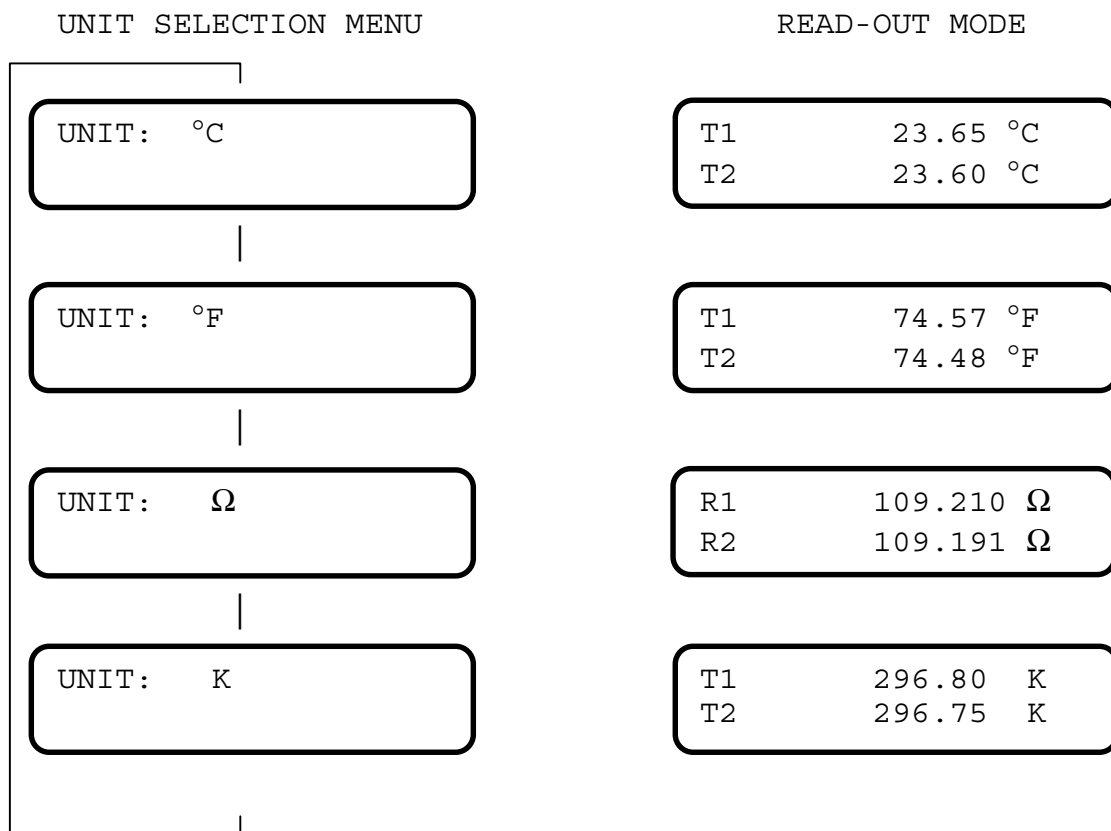 UNIT SELECTION MENU READ-OUT MODE
UNIT: °C
T1 23.65 °C
T2 23.60 °C
UNIT: °F
T1 74.57 °F
T2 74.48 °F
UNIT: Ω
R1 109.210 Ω
R2 109.191 Ω
UNIT: K
T1 296.80 K
T2 296.75 K